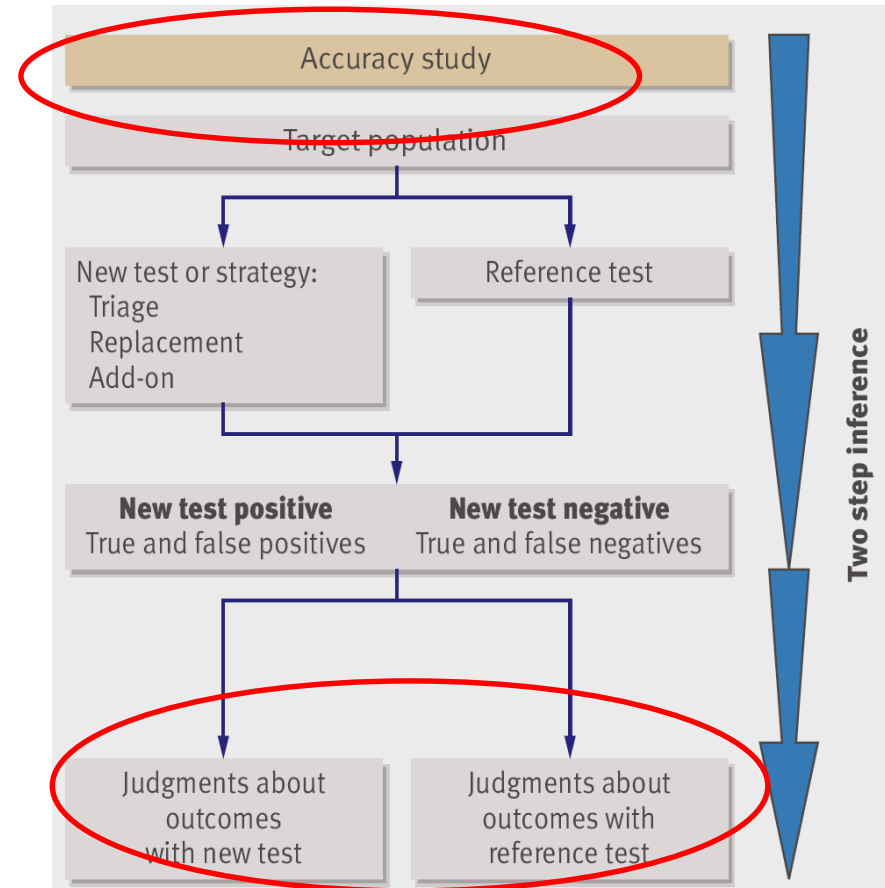 Accuracy study
Target population
New test or strategy:
Triage
Replacement
Add-on
Reference test
New test positive
True and false positives
New test negative
True and false negatives
Judgments about
outcomes
with new test
Judgments about
outcomes with
reference test
Two step inference